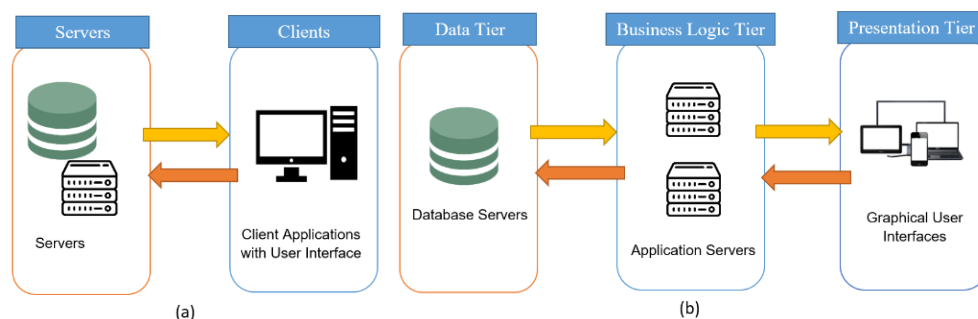 Servers
Clients
Data Tier
Business Logic Tier
Presentation Tier
Servers
Client Applications
with User Interface
Database Servers
Application Servers
Graphical User
Interfaces
(a)
(b)